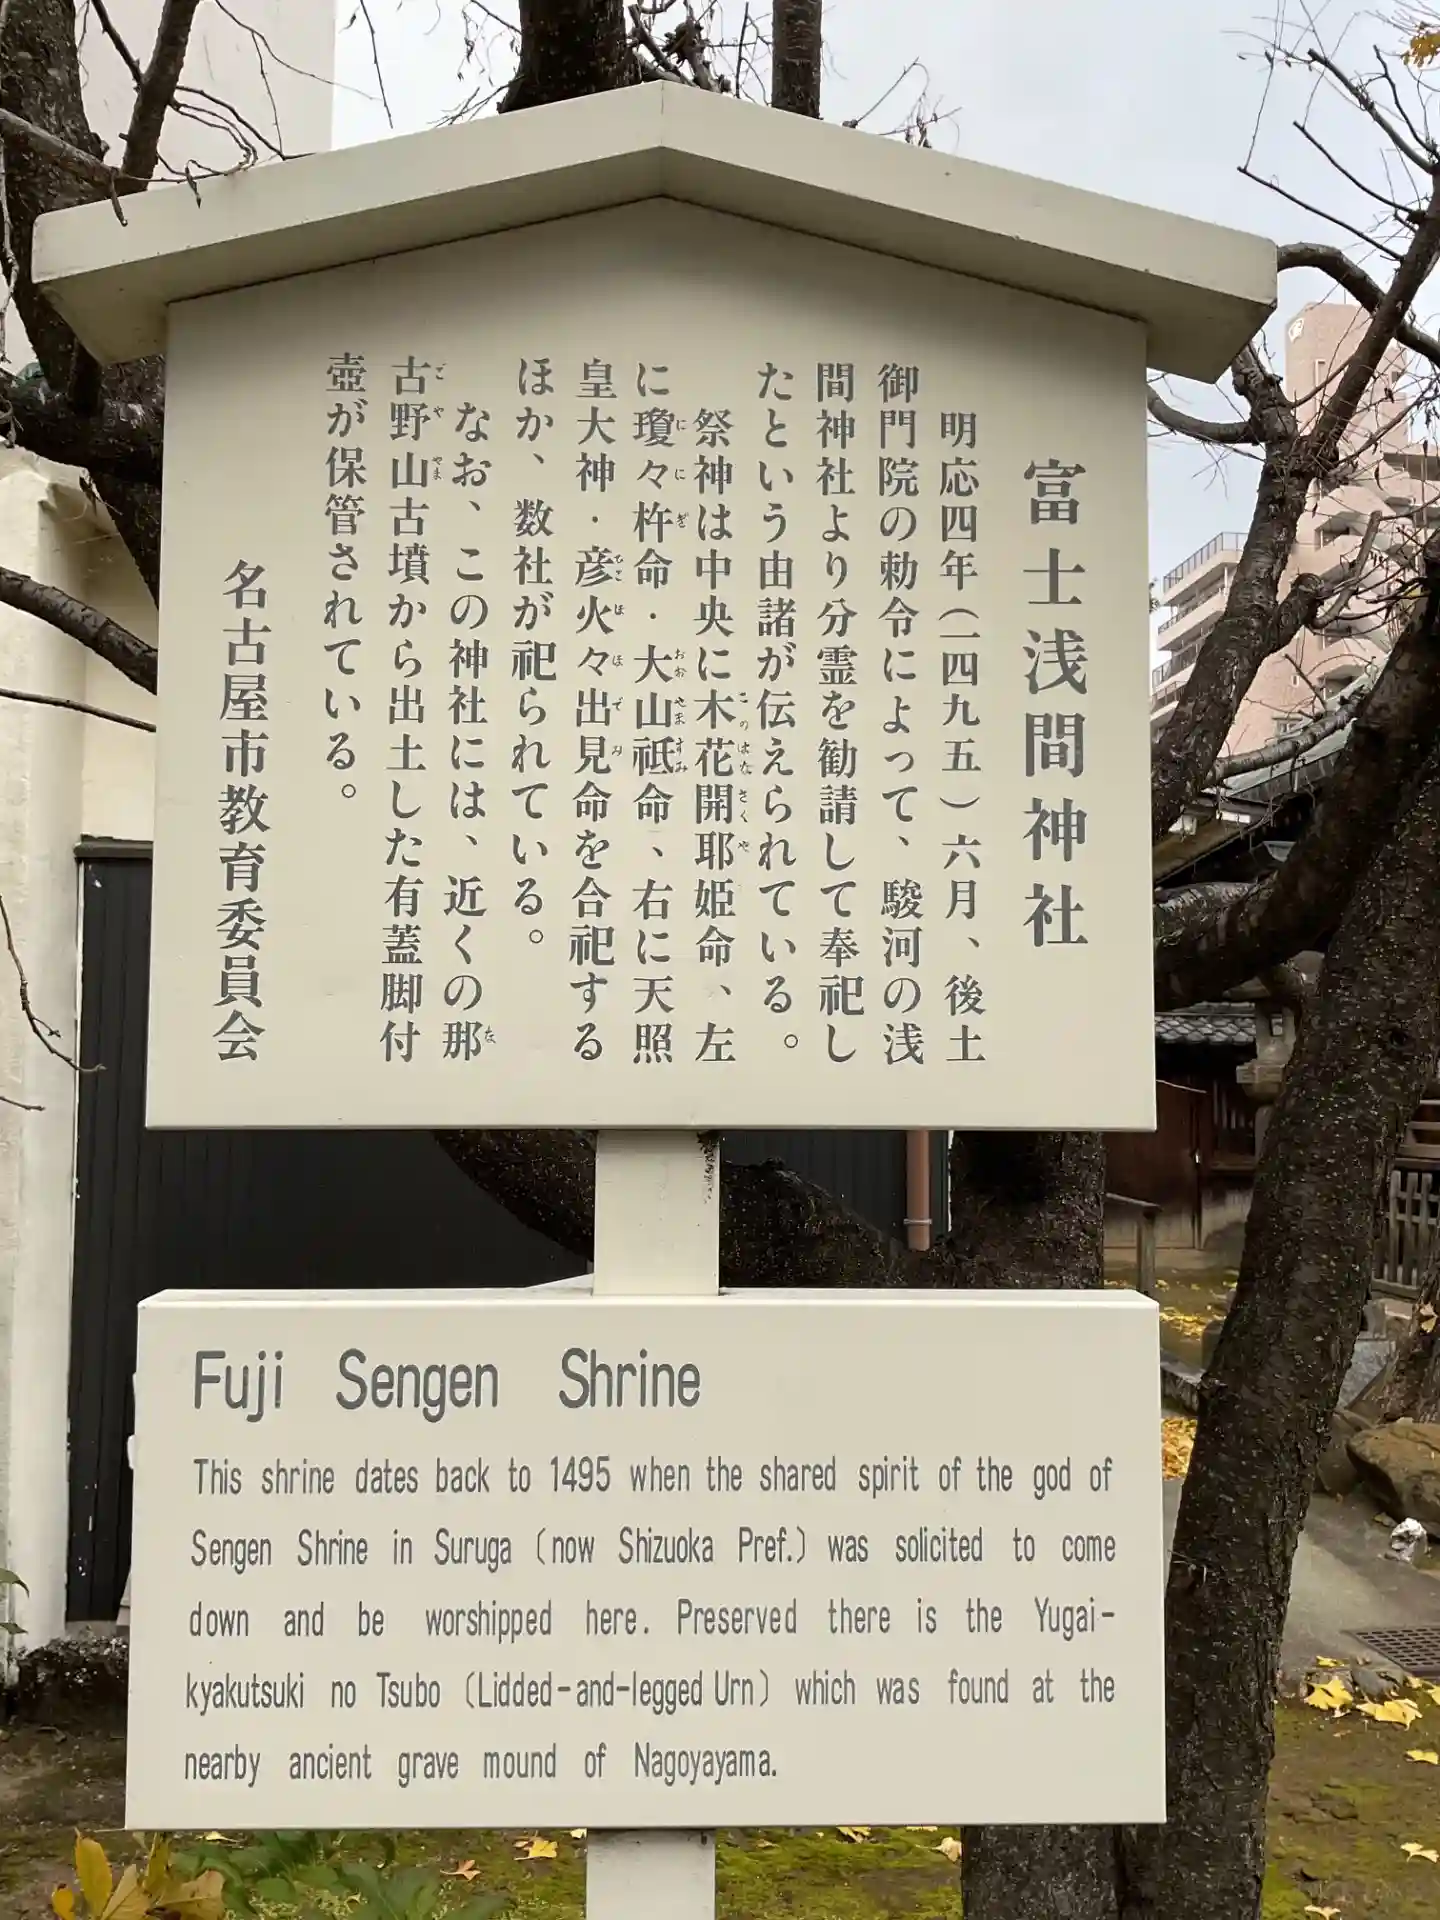 富士浅間神社
明応四年（一四九五）六月、後土
御門院の勅令によって、駿河の浅
間神社より分霊を勧請して奉祀し
たという由諸が伝えられている。
祭神は中央に木花開耶姫命、左
に瓊々杵命・大山祗命、右に天照
皇大神・彦火々出見命を合祀する
ほか、数社が祀られている。
なお、この神社には、近くの那
古野山古墳から出土した有蓋脚付
壺が保管されている。
名古屋市教育委員会
Fuji Sengen Shrine
This shrine dates back to 1495 when the shared spirit of the god of
Sengen Shrine in Suruga (now Shizuoka Pref.) was solicited to come
down and be worshipped here. Preserved there is the Yugai-
kyakutsuki no Tsubo (Lidded-and-legged Urn) which was found at the
nearby ancient grave mound of Nagoyayama.